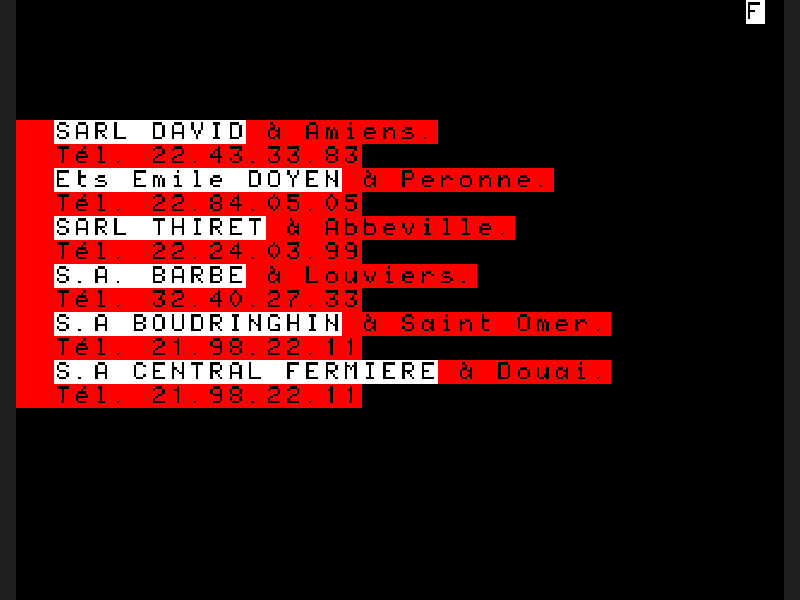 F
SARL DAVID à Amiens.
Tél. 22.43.33.83
Ets Emile DOYEN à Peronne.
Tél. 22.84.05.05
SARL THIRET à Abbeville.
Tél. 22.24.03.99
S.A. BARBE à Louviers.
Tél. 32.40.27.33
S.A BOUDRINGHIN à Saint Omer.
Tél. 21.98.22.11
S.A CENTRAL FERMIERE à Douai.
Tél. 21.98.22.11